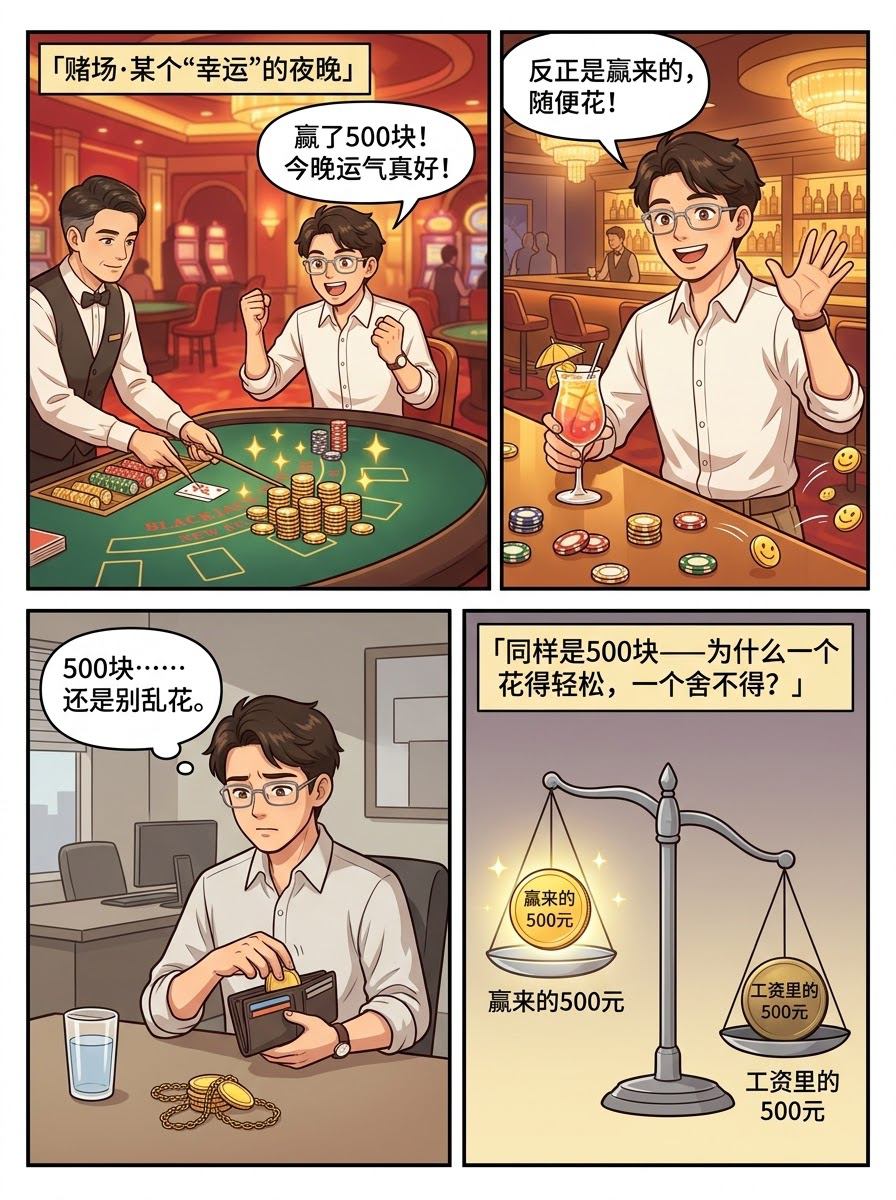 「赌场·某个“幸运”的夜晚」
赢了500块！
今晚运气真好！
BLACKJACK
反正是赢来的，
随便花！
500块……
还是别乱花。
「同样是500块——为什么一个
花得轻松，一个舍不得？」
赢来的
500元
赢来的500元
工资里的
500元
工资里的
500元